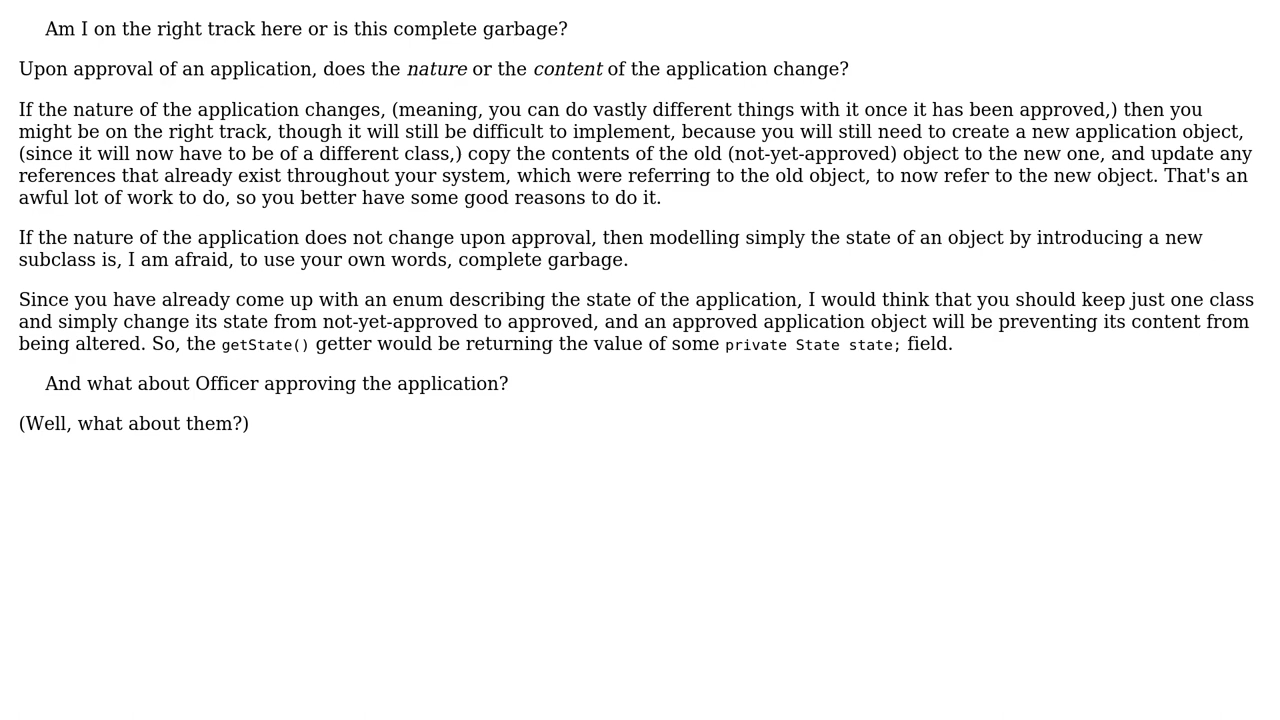 Am I on the right track here or is this complete garbage?
Upon approval of an application, does the nature or the content of the application change?
If the nature of the application changes, (meaning, you can do vastly different things with it once it has been approved,) then you
might be on the right track, though it will still be difficult to implement, because you will still need to create a new application object,
(since it will now have to be of a different class,) copy the contents of the old (not-yet-approved) object to the new one, and update any
references that already exist throughout your system, which were referring to the old object, to now refer to the new object. That's an
awful lot of work to do, so you better have some good reasons to do it.
If the nature of the application does not change upon approval, then modelling simply the state of an object by introducing a new
subclass is, I am afraid, to use your own words, complete garbage.
Since you have already come up with an enum describing the state of the application, I would think that you should keep just one class
and simply change its state from not-yet-approved to approved, and an approved application object will be preventing its content from
being altered. So, the getState() getter would be returning the value of some private State state; field.
And what about Officer approving the application?
(Well, what about them?)